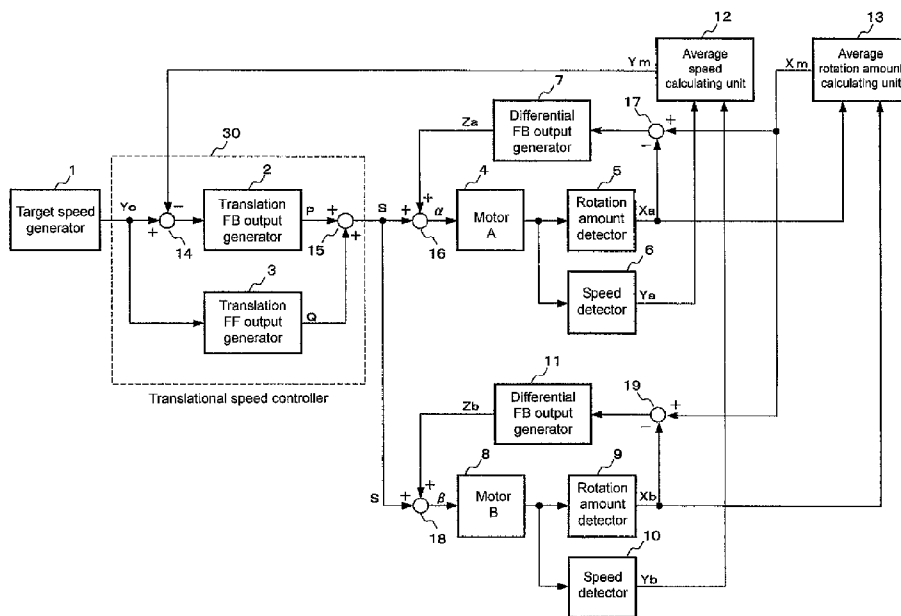 12
13
Average
speed
calculating unit
Average
rotation amount
calculating unit
Ym
Xm
7
Differential
FB output
generator
Za
17
+
−
30
1
Target speed
generator
Yo
−
+
14
2
Translation
FB output
generator
P
+
+
15
S
+
+
16
α
4
Motor
A
5
Rotation
amount
detector
Xa
3
Translation
FF output
generator
Q
6
Speed
detector
Ya
Translational speed controller
11
Differential
FB output
generator
Zb
19
+
−
S
+
+
18
β
8
Motor
B
9
Rotation
amount
detector
Xb
10
Speed
detector
Yb